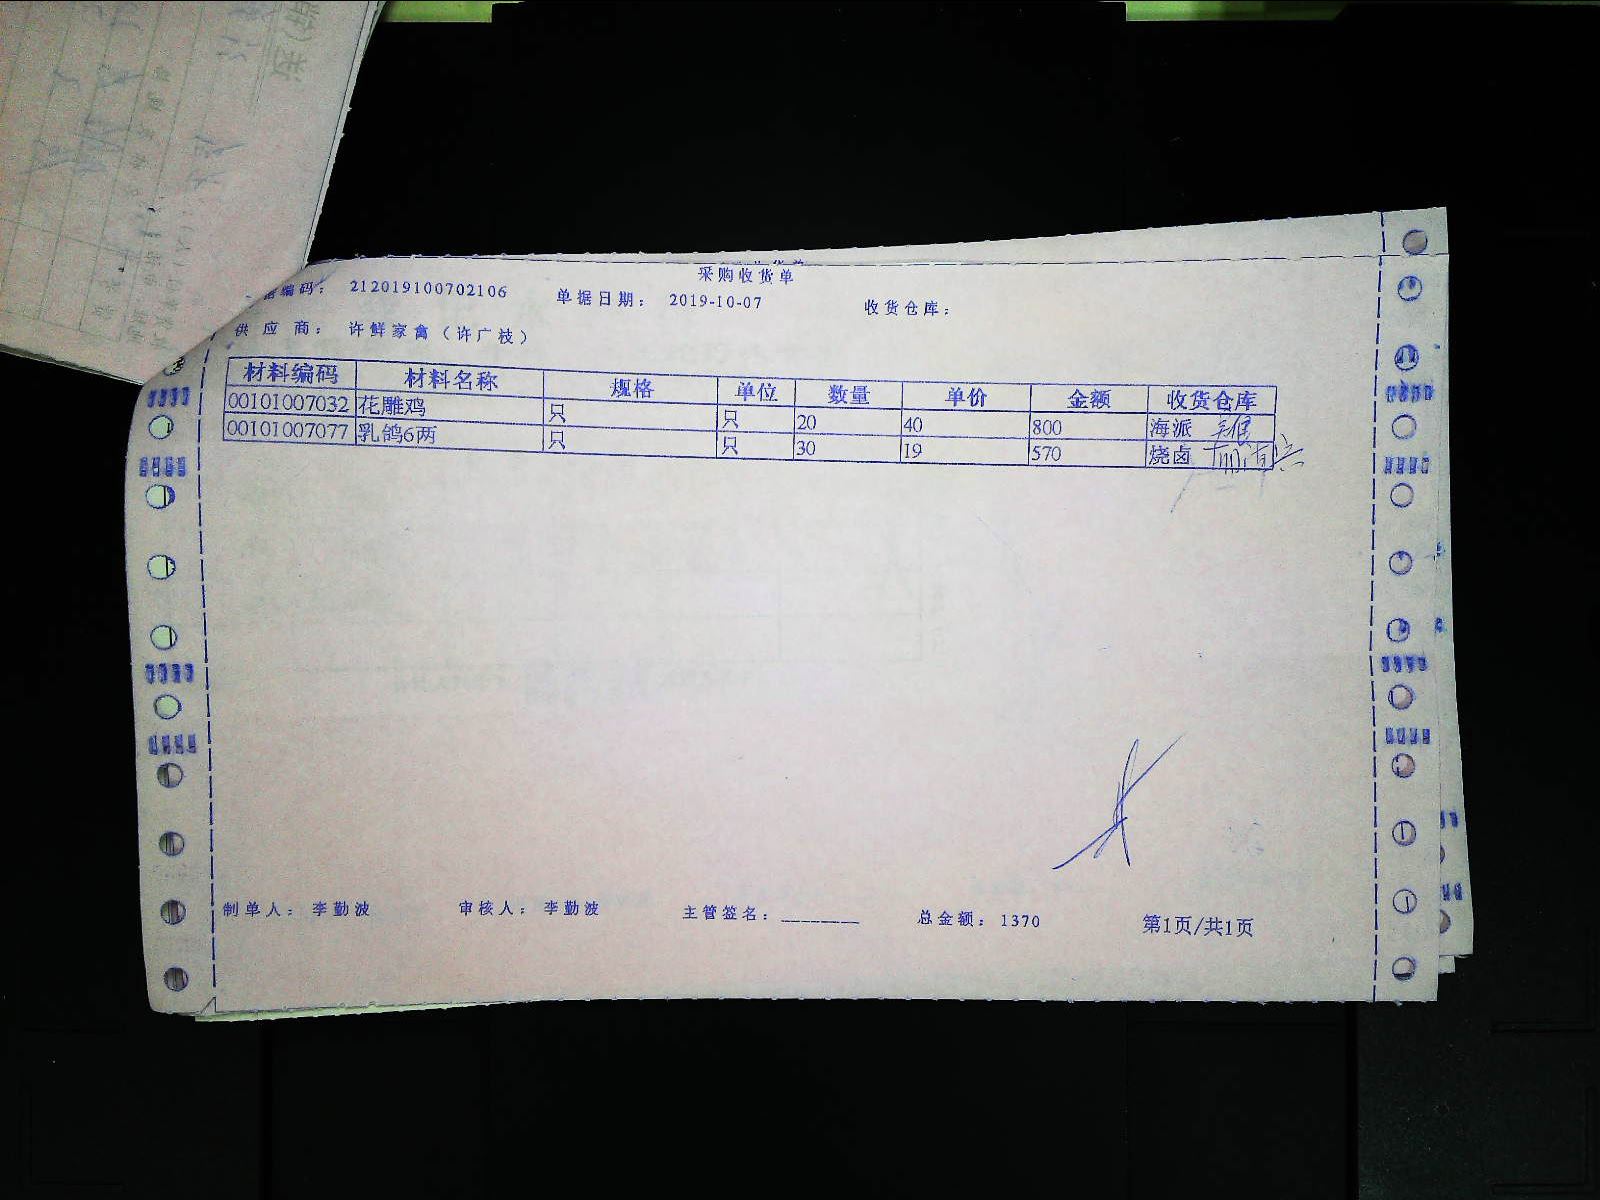 采购收货单
编码: 212019100702106 单据日期: 2019-10-07 收货仓库:
供应商: 许鲜家禽(许广枝)
材料编码 材料名称 规格 单位 数量 单价 金额 收货仓库
00101007032 花雕鸡 只 只 20 40 800 海派
00101007077 乳鸽6两 只 只 30 19 570 烧卤
制单人: 李勤波 审核人: 李勤波 主管签名: ________ 总金额: 1370 第1页/共1页